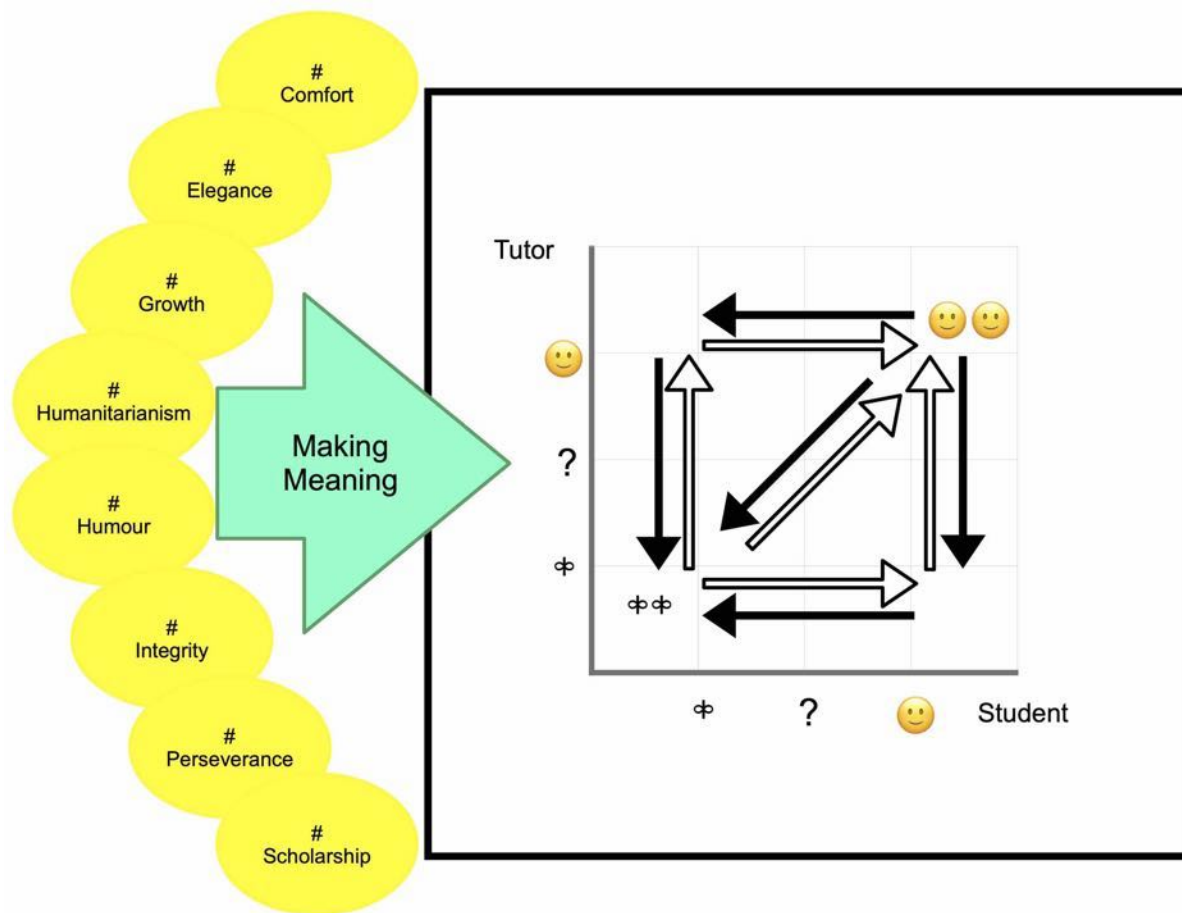 #
Comfort
#
Elegance
#
Growth
#
Humanitarianism
#
Humour
#
Integrity
#
Perseverance
#
Scholarship
Making
Meaning
Tutor
?
?
Student